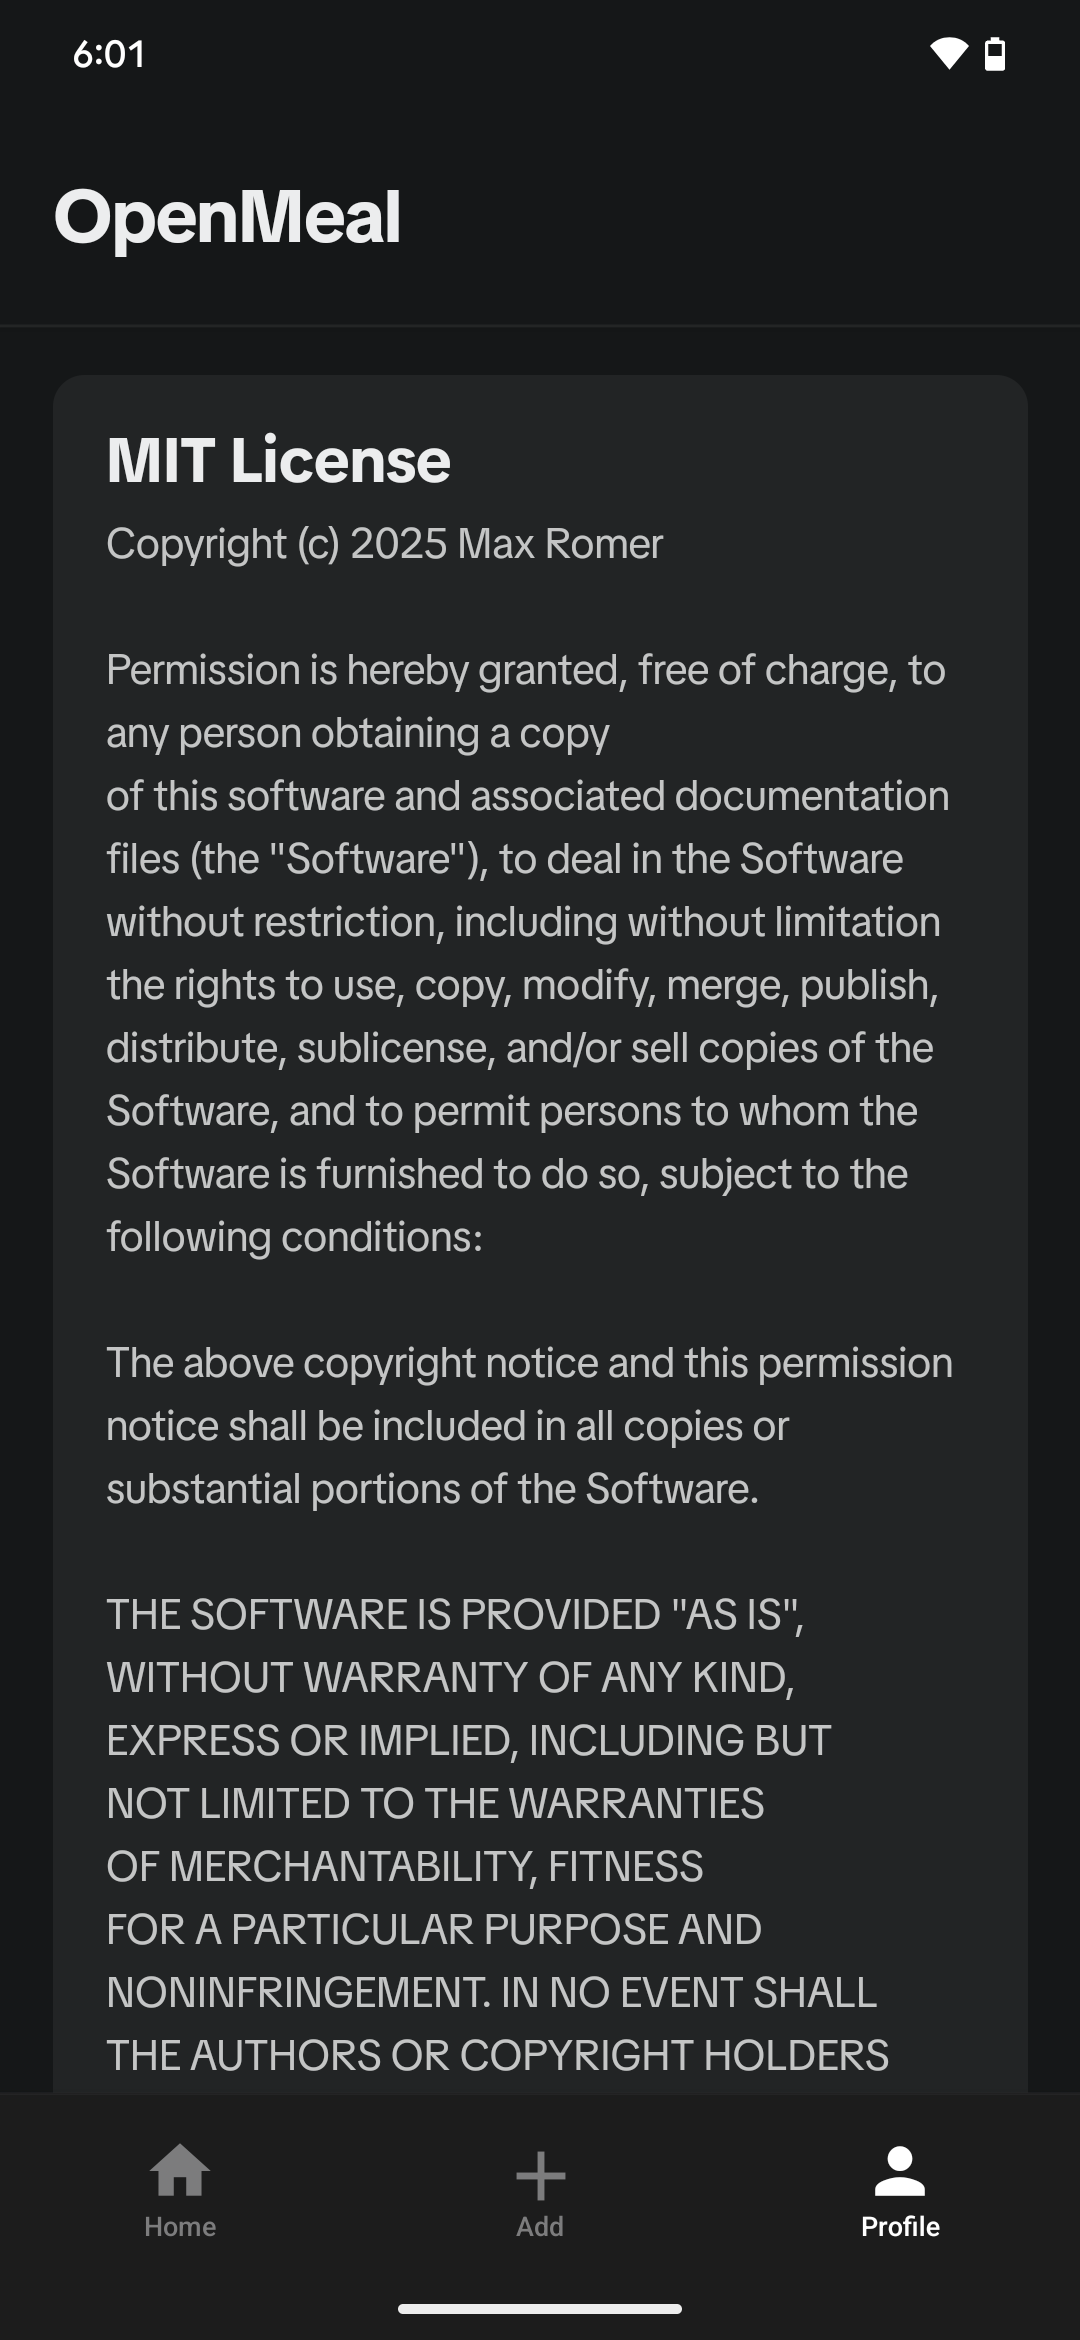 6:01
OpenMeal
MIT License
Copyright (c) 2025 Max Romer
Permission is hereby granted, free of charge, to
any person obtaining a copy
of this software and associated documentation
files (the "Software"), to deal in the Software
without restriction, including without limitation
the rights to use, copy, modify, merge, publish,
distribute, sublicense, and/or sell copies of the
Software, and to permit persons to whom the
Software is furnished to do so, subject to the
following conditions:
The above copyright notice and this permission
notice shall be included in all copies or
substantial portions of the Software.
THE SOFTWARE IS PROVIDED "AS IS",
WITHOUT WARRANTY OF ANY KIND,
EXPRESS OR IMPLIED, INCLUDING BUT
NOT LIMITED TO THE WARRANTIES
OF MERCHANTABILITY, FITNESS
FOR A PARTICULAR PURPOSE AND
NONINFRINGEMENT. IN NO EVENT SHALL
THE AUTHORS OR COPYRIGHT HOLDERS
Home
Add
Profile